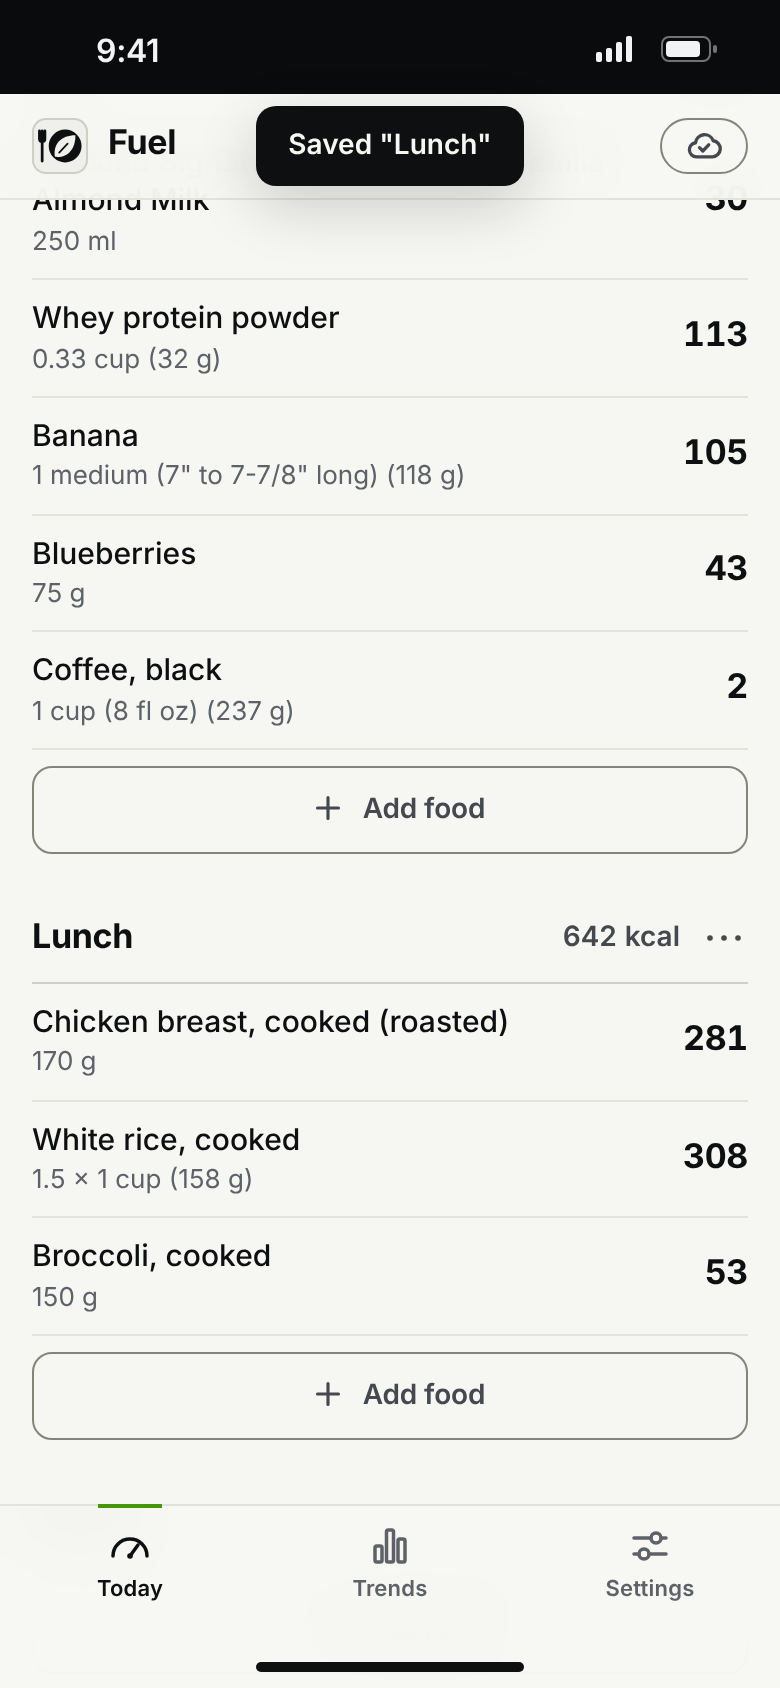 9:41
Fuel
Saved "Lunch"
Almond Milk
30
250 ml
Whey protein powder
113
0.33 cup (32 g)
Banana
105
1 medium (7" to 7-7/8" long) (118 g)
Blueberries
43
75 g
Coffee, black
2
1 cup (8 fl oz) (237 g)
+ Add food
Lunch
642 kcal
Chicken breast, cooked (roasted)
281
170 g
White rice, cooked
308
1.5 × 1 cup (158 g)
Broccoli, cooked
53
150 g
+ Add food
Today
Trends
Settings